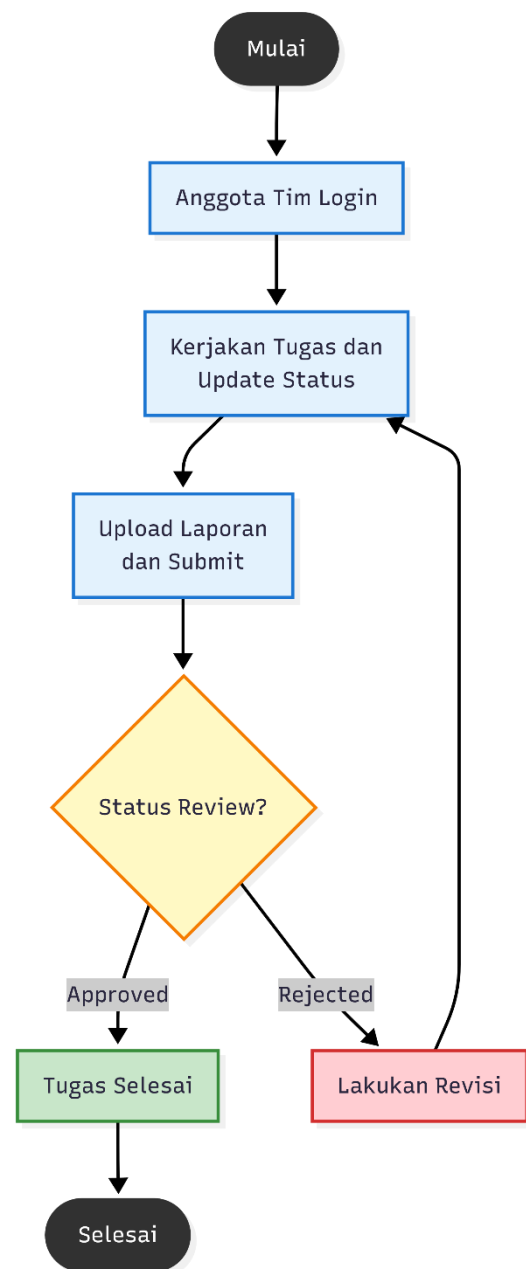 Mulai
Anggota Tim Login
Kerjakan Tugas dan
Update Status
Upload Laporan
dan Submit
Status Review?
Approved
Rejected
Tugas Selesai
Lakukan Revisi
Selesai